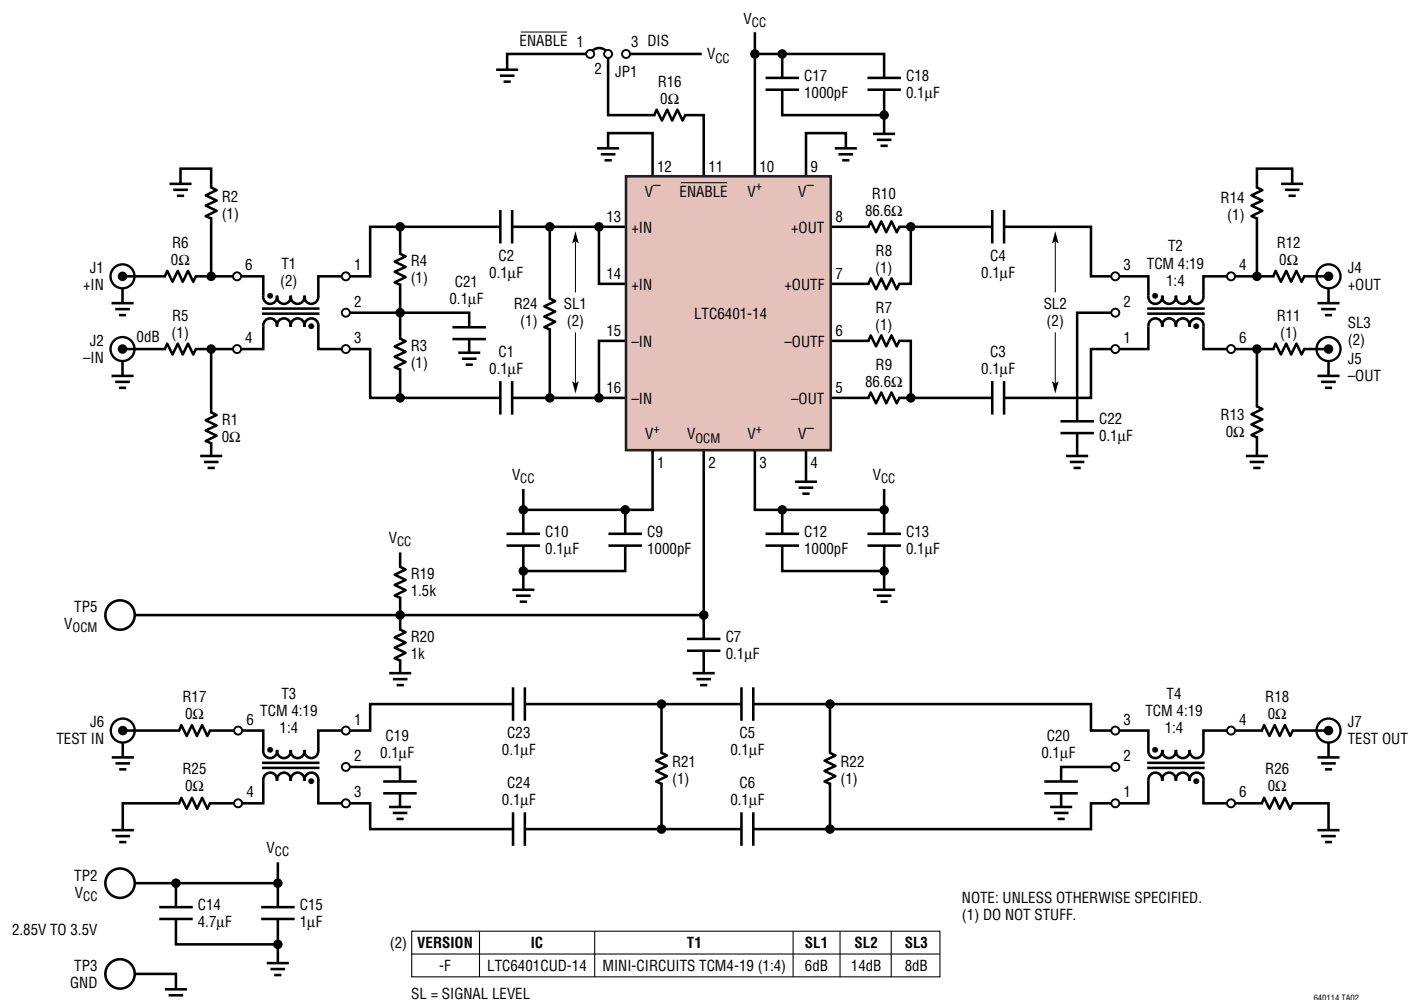 VCC
ENABLE 1
3 DIS
VCC
2
JP1
R16
0Ω
C17
1000pF
C18
0.1µF
12
11
10
9
V–
ENABLE
V+
V–
R2
(1)
R6
0Ω
J1
+IN
6
T1
(2)
1
R4
(1)
2
C21
0.1µF
C2
0.1µF
R24
(1)
SL1
(2)
13
+IN
14
+IN
15
–IN
16
–IN
LTC6401-14
J2
–IN
0dB
R5
(1)
4
3
R3
(1)
C1
0.1µF
R1
0Ω
+OUT
8
R10
86.6Ω
+OUTF
7
R8
(1)
–OUTF
6
R7
(1)
–OUT
5
R9
86.6Ω
C4
0.1µF
C3
0.1µF
SL2
(2)
3
T2
TCM 4:19
1:4
4
2
1
6
R14
(1)
R12
0Ω
J4
+OUT
R11
(1)
SL3
(2)
J5
–OUT
R13
0Ω
C22
0.1µF
V+
VOCM
V+
V–
1
2
3
4
VCC
C10
0.1µF
C9
1000pF
VCC
C12
1000pF
C13
0.1µF
VCC
R19
1.5k
TP5
VOCM
R20
1k
C7
0.1µF
J6
TEST IN
R17
0Ω
6
T3
TCM 4:19
1:4
1
2
C19
0.1µF
R25
0Ω
4
3
C23
0.1µF
C24
0.1µF
R21
(1)
C5
0.1µF
C6
0.1µF
R22
(1)
C20
0.1µF
3
T4
TCM 4:19
1:4
4
2
1
6
R18
0Ω
J7
TEST OUT
R26
0Ω
VCC
TP2
VCC
C14
4.7µF
C15
1µF
2.85V TO 3.5V
TP3
GND
NOTE: UNLESS OTHERWISE SPECIFIED.
(1) DO NOT STUFF.
(2) VERSION IC T1 SL1 SL2 SL3
-F LTC6401CUD-14 MINI-CIRCUITS TCM4-19 (1:4) 6dB 14dB 8dB
SL = SIGNAL LEVEL
640114 TA02